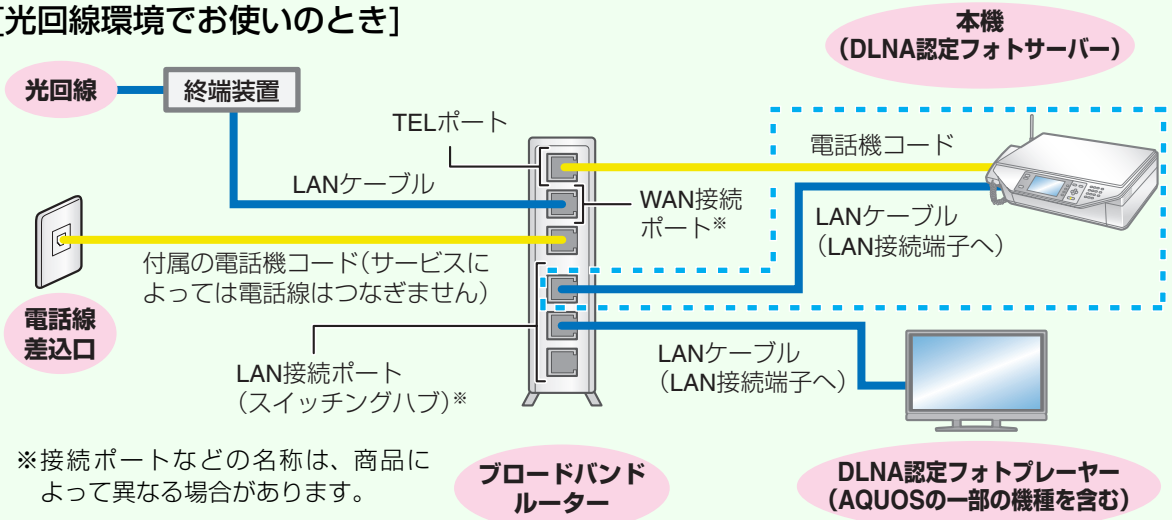 [光回線環境でお使いのとき]
本機
（DLNA認定フォトサーバー）
光回線
終端装置
TELポート
電話機コード
LANケーブル
WAN接続
ポート※
LANケーブル
（LAN接続端子へ）
付属の電話機コード（サービスに
よっては電話線はつなぎません）
電話線
差込口
LANケーブル
（LAN接続端子へ）
LAN接続ポート
（スイッチングハブ）※
※接続ポートなどの名称は、商品に
よって異なる場合があります。
ブロードバンド
ルーター
DLNA認定フォトプレーヤー
（AQUOSの一部の機種を含む）